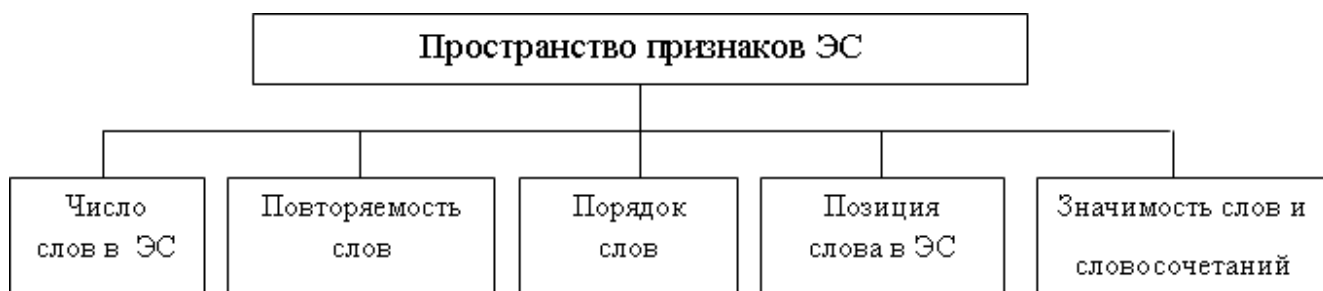 Пространство признаков ЭС
Число
слов в ЭС
Повторяемость
слов
Порядок
слов
Позиция
слова в ЭС
Значимость слов и
словосочетаний